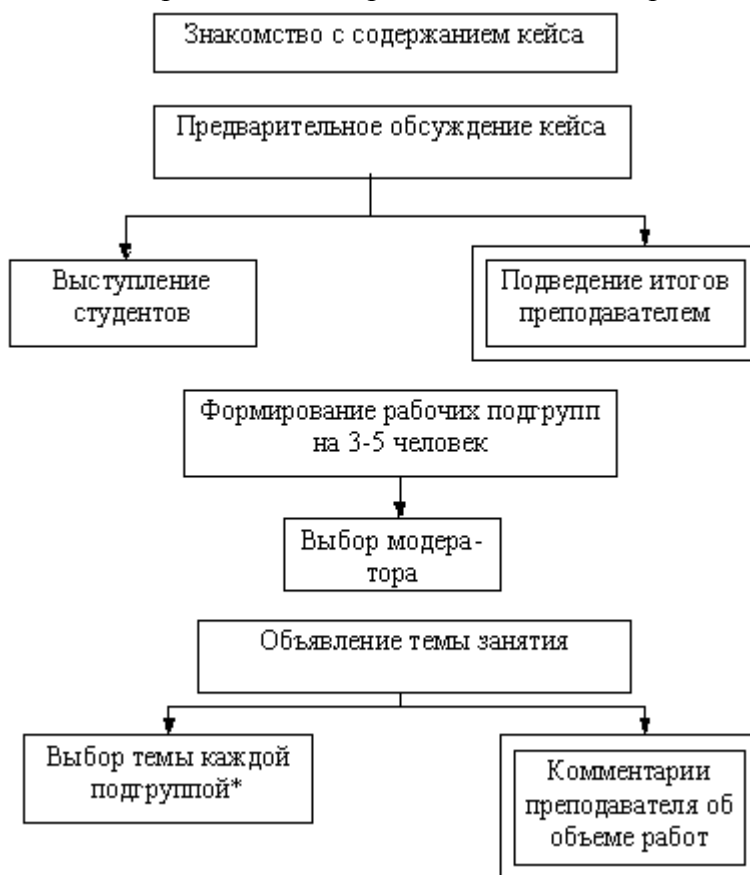 Знакомство с содержанием кейса
Предварительное обсуждение кейса
Выступление
студентов
Подведение итогов
преподавателем
Формирование рабочих подгрупп
на 3-5 человек
Выбор модера-
тора
Объявление темы занятия
Выбор темы каждой
подгруппой*
Комментарии
преподавателя об
объеме работ